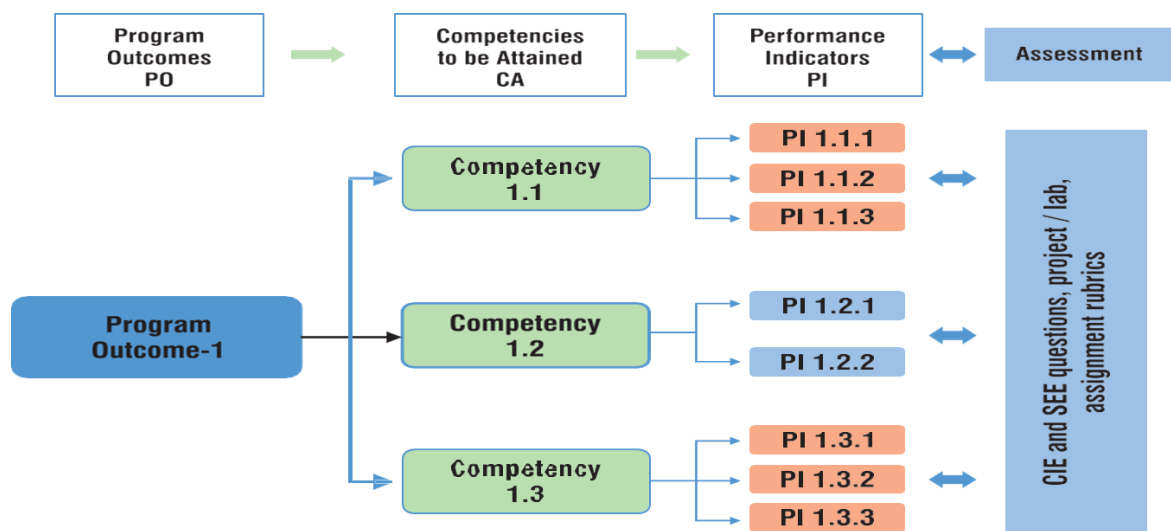 Program
Outcomes
PO
Competencies
to be Attained
CA
Performance
Indicators
PI
Assessment
Program
Outcome-1
Competency
1.1
PI 1.1.1
PI 1.1.2
PI 1.1.3
Competency
1.2
PI 1.2.1
PI 1.2.2
Competency
1.3
PI 1.3.1
PI 1.3.2
PI 1.3.3
CIE and SEE questions, project / lab,
assignment rubrics